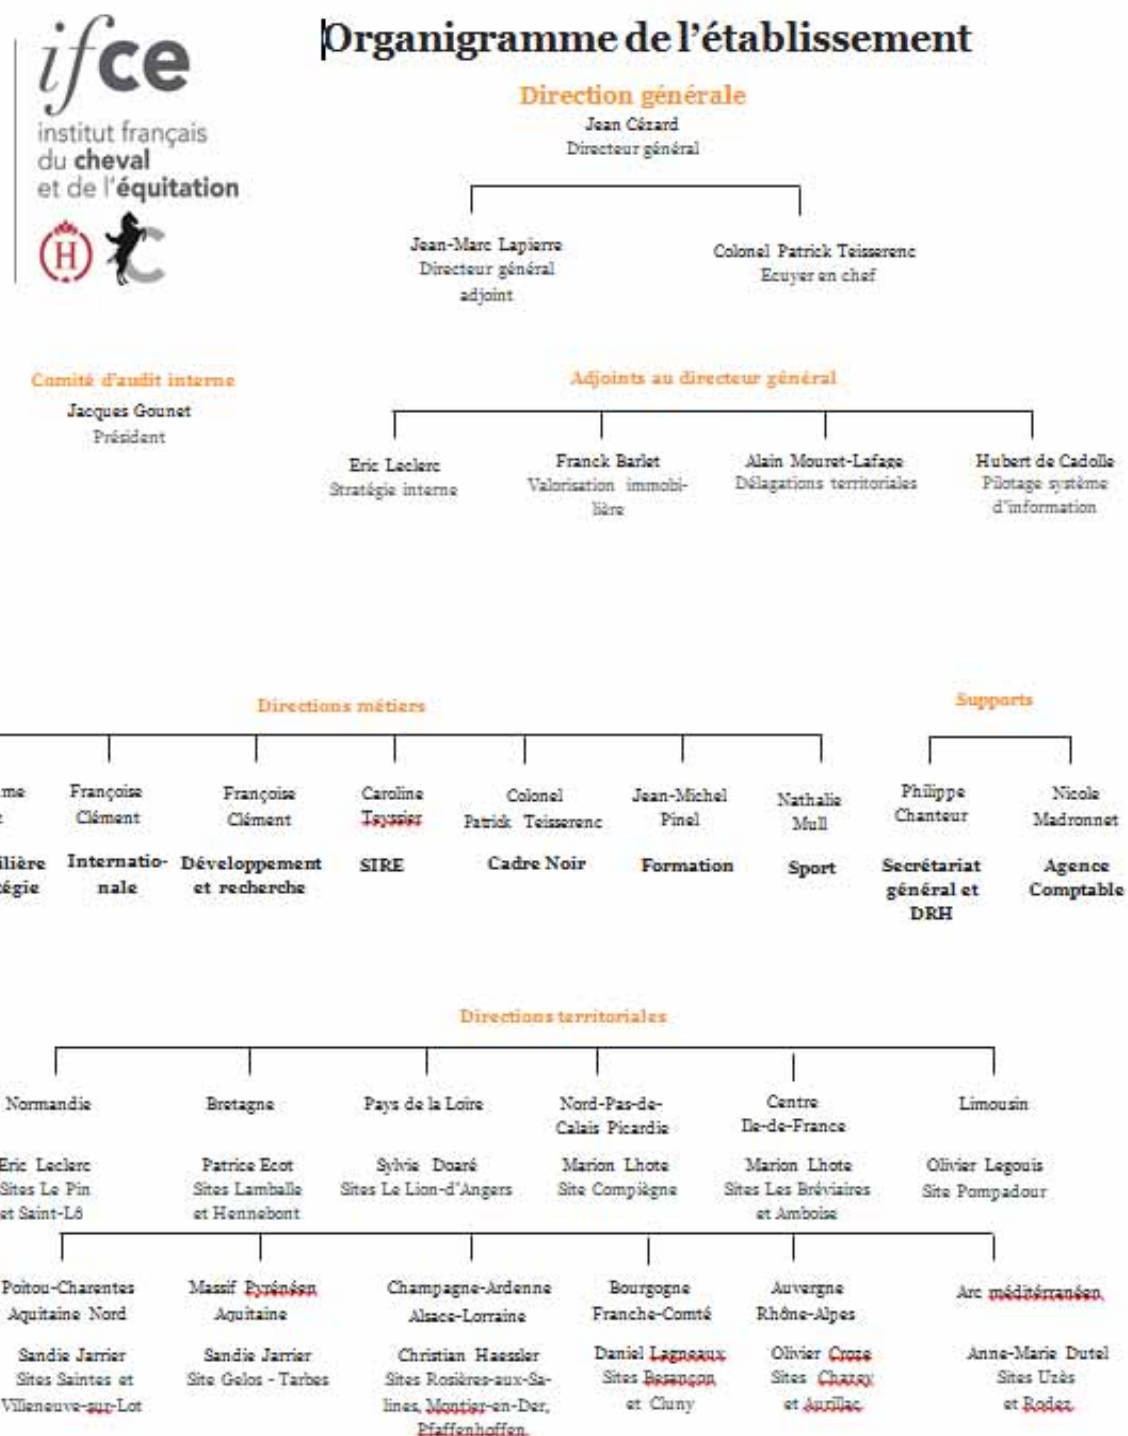 ifce
institut français
du cheval
et de l'équitation
H
Organigramme de l'établissement
Direction générale
Jean Cézard
Directeur général
Jean-Marc Lapierre
Directeur général
adjoint
Colonel Patrick Teisserenc
Ecuyer en chef
Comité d'audit interne
Jacques Gounet
Président
Adjoints au directeur général
Eric Leclerc
Stratégie interne
Franck Barlet
Valorisation immobi-
lière
Alain Mouret-Lafage
Délagations territoriales
Hubert de Cadolle
Pilotage système
d'information
Directions métiers
me
ilière
tégie
Françoise
Clément
Internatio-
nale
Françoise
Clément
Développement
et recherche
Caroline
Teyssier
SIRE
Colonel
Patrick Teisserenc
Cadre Noir
Jean-Michel
Pinel
Formation
Nathalie
Mull
Sport
Supports
Philippe
Chanteur
Secrétariat
général et
DRH
Nicole
Madronnet
Agence
Comptable
Directions territoriales
Normandie
Eric Leclerc
Sites Le Pin
et Saint-Lô
Bretagne
Patrice Ecot
Sites Lamballe
et Hennebont
Pays de la Loire
Sylvie Doaré
Sites Le Lion-d'Angers
Nord-Pas-de-
Calais Picardie
Marion Lhote
Site Compiègne
Centre
Ile-de-France
Marion Lhote
Sites Les Bréviaires
et Amboise
Limousin
Olivier Legouis
Site Pompadour
Poitou-Charentes
Aquitaine Nord
Sandie Jarrier
Sites Saintes et
Villeneuve-sur-Lot
Massif Pyrénéen
Aquitaine
Sandie Jarrier
Site Gelos - Tarbes
Champagne-Ardenne
Alsace-Lorraine
Christian Haessler
Sites Rosières-aux-Sa-
lines, Montier-en-Der,
Pfaffenhoffen
Bourgogne
Franche-Comté
Daniel Lagneaux
Sites Besançon
et Cluny
Auvergne
Rhône-Alpes
Olivier Croze
Sites Chazey
et Aurillac
Arc méditérranéen
Anne-Marie Dutel
Sites Uzès
et Rodez